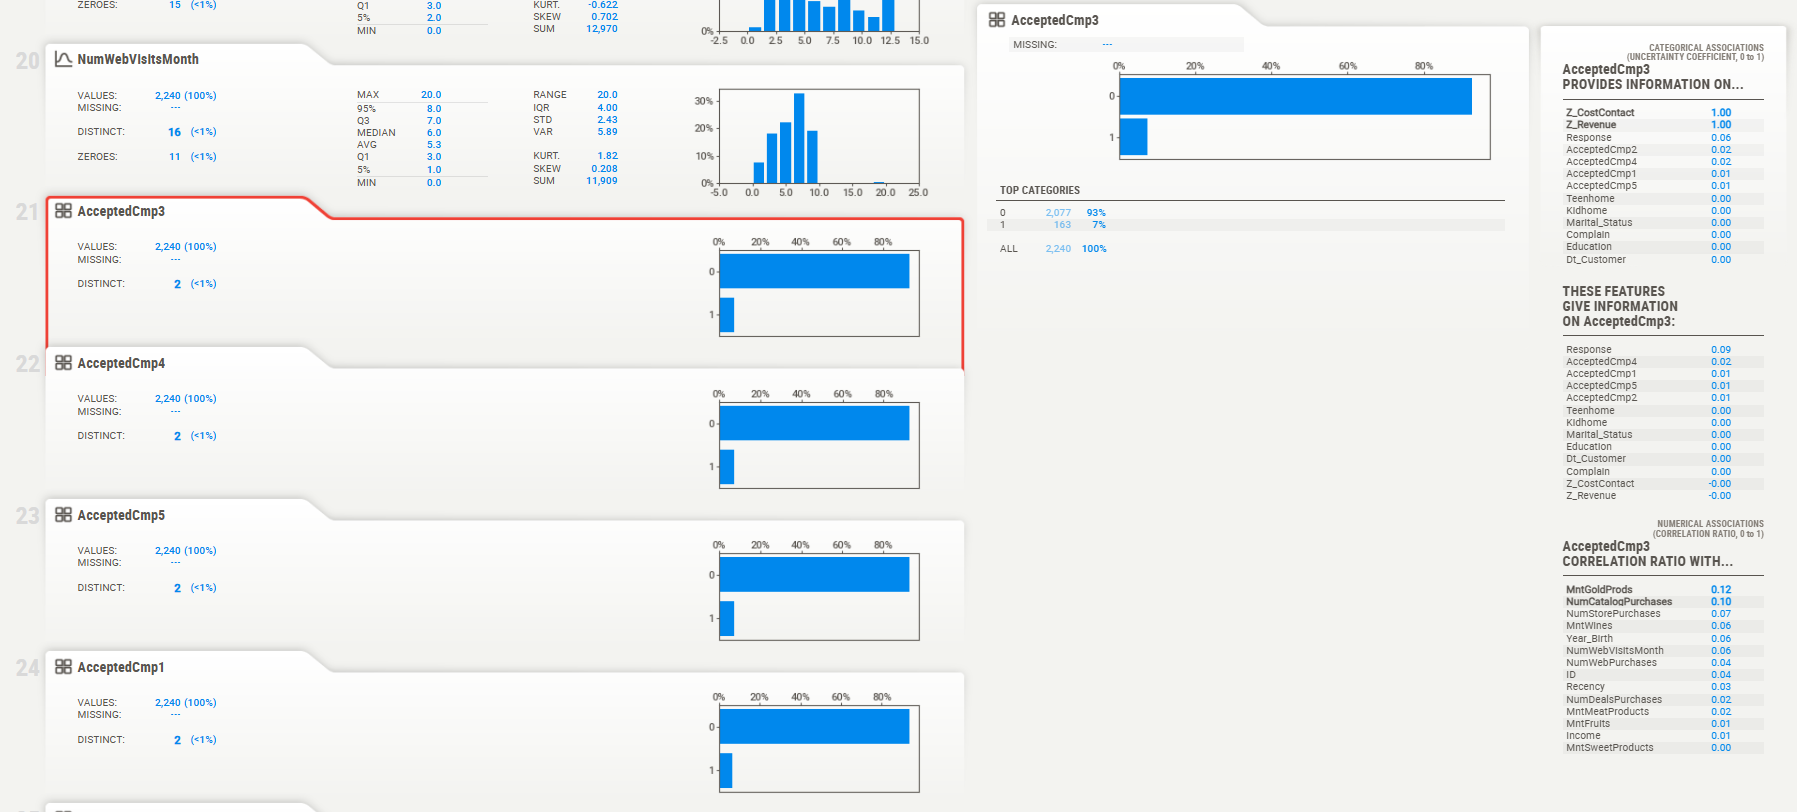 ZEROES: 15 (<1%)
Q1 3.0
5% 2.0
MIN 0.0
KURT. -0.622
SKEW 0.702
SUM 12,970
0%
-2.5 0.0 2.5 5.0 7.5 10.0 12.5 15.0
20
NumWebVisitsMonth
VALUES: 2,240 (100%)
MISSING: ---
DISTINCT: 16 (<1%)
ZEROES: 11 (<1%)
MAX 20.0
95% 8.0
Q3 7.0
MEDIAN 6.0
AVG 5.3
Q1 3.0
5% 1.0
MIN 0.0
RANGE 20.0
IQR 4.00
STD 2.43
VAR 5.89
KURT. 1.82
SKEW 0.208
SUM 11,909
30%
20%
10%
0%
-5.0 0.0 5.0 10.0 15.0 20.0 25.0
21
AcceptedCmp3
VALUES: 2,240 (100%)
MISSING: ---
DISTINCT: 2 (<1%)
0% 20% 40% 60% 80%
0
1
22
AcceptedCmp4
VALUES: 2,240 (100%)
MISSING: ---
DISTINCT: 2 (<1%)
0% 20% 40% 60% 80%
0
1
23
AcceptedCmp5
VALUES: 2,240 (100%)
MISSING: ---
DISTINCT: 2 (<1%)
0% 20% 40% 60% 80%
0
1
24
AcceptedCmp1
VALUES: 2,240 (100%)
MISSING: ---
DISTINCT: 2 (<1%)
0% 20% 40% 60% 80%
0
1
AcceptedCmp3
MISSING: ---
0% 20% 40% 60% 80%
0
1
TOP CATEGORIES
0 2,077 93%
1 163 7%
ALL 2,240 100%
CATEGORICAL ASSOCIATIONS
(UNCERTAINTY COEFFICIENT, 0 to 1)
AcceptedCmp3
PROVIDES INFORMATION ON...
Z_CostContact 1.00
Z_Revenue 1.00
Response 0.06
AcceptedCmp2 0.02
AcceptedCmp4 0.02
AcceptedCmp1 0.01
AcceptedCmp5 0.01
Teenhome 0.00
Kidhome 0.00
Marital_Status 0.00
Complain 0.00
Education 0.00
Dt_Customer 0.00
THESE FEATURES
GIVE INFORMATION
ON AcceptedCmp3:
Response 0.09
AcceptedCmp4 0.02
AcceptedCmp1 0.01
AcceptedCmp5 0.01
AcceptedCmp2 0.01
Teenhome 0.00
Kidhome 0.00
Marital_Status 0.00
Education 0.00
Dt_Customer 0.00
Complain 0.00
Z_CostContact -0.00
Z_Revenue -0.00
NUMERICAL ASSOCIATIONS
(CORRELATION RATIO, 0 to 1)
AcceptedCmp3
CORRELATION RATIO WITH...
MntGoldProds 0.12
NumCatalogPurchases 0.10
NumStorePurchases 0.07
MntWines 0.06
Year_Birth 0.06
NumWebVisitsMonth 0.06
NumWebPurchases 0.04
ID 0.04
Recency 0.03
NumDealsPurchases 0.02
MntMeatProducts 0.02
MntFruits 0.01
Income 0.01
MntSweetProducts 0.00